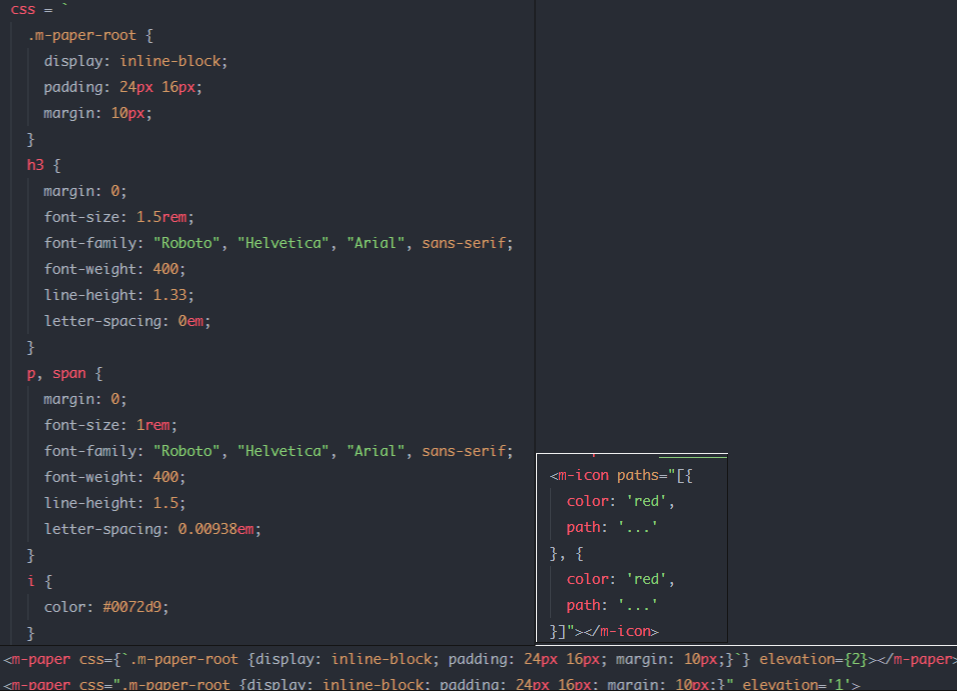 css = `
.m-paper-root {
display: inline-block;
padding: 24px 16px;
margin: 10px;
}
h3 {
margin: 0;
font-size: 1.5rem;
font-family: "Roboto", "Helvetica", "Arial", sans-serif;
font-weight: 400;
line-height: 1.33;
letter-spacing: 0em;
}
p, span {
margin: 0;
font-size: 1rem;
font-family: "Roboto", "Helvetica", "Arial", sans-serif;
font-weight: 400;
line-height: 1.5;
letter-spacing: 0.00938em;
}
i {
color: #0072d9;
}
<m-icon paths="[{
color: 'red',
path: '...'
}, {
color: 'red',
path: '...'
}]"></m-icon>
<m-paper css={`.m-paper-root {display: inline-block; padding: 24px 16px; margin: 10px;}`} elevation={2}></m-paper>
<m-paper css=".m-paper-root {display: inline-block; padding: 24px 16px; margin: 10px;}" elevation='1'>